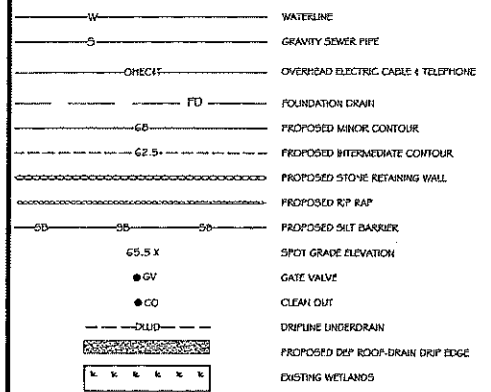 W WATERLINE
S GRAVITY SEWER PIPE
OHE&T OVERHEAD ELECTRIC CABLE & TELEPHONE
FD FOUNDATION DRAIN
68 PROPOSED MINOR CONTOUR
62.5 PROPOSED INTERMEDIATE CONTOUR
PROPOSED STONE RETAINING WALL
PROPOSED RIP RAP
SB SB SB PROPOSED SILT BARRIER
65.5 X SPOT GRADE ELEVATION
GV GATE VALVE
CO CLEAN OUT
DLUD DRIPLINE UNDERDRAIN
PROPOSED DEP ROOF-DRAIN DRIP EDGE
EXISTING WETLANDS